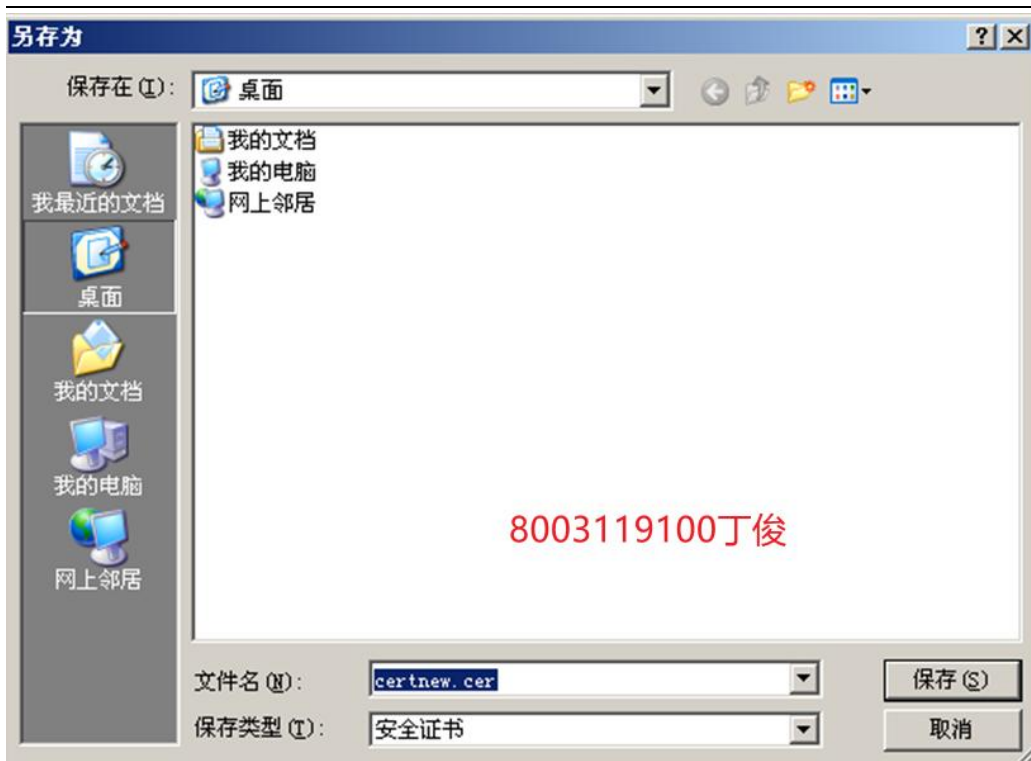 另存为
保存在(I):
桌面
我的文档
我的电脑
网上邻居
我最近的文档
桌面
我的文档
我的电脑
网上邻居
8003119100丁俊
文件名(N):
certnew.cer
保存(S)
保存类型(T):
安全证书
取消